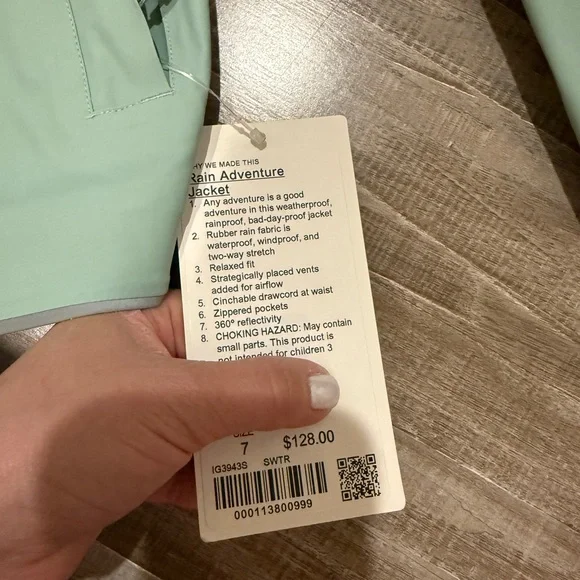 WE MADE THIS
Rain Adventure
Jacket
1. Any adventure is a good
adventure in this weatherproof,
rainproof, bad-day-proof jacket
2. Rubber rain fabric is
waterproof, windproof, and
two-way stretch
3. Relaxed fit
4. Strategically placed vents
added for airflow
5. Cinchable drawcord at waist
6. Zippered pockets
7. 360º reflectivity
8. CHOKING HAZARD: May contain
small parts. This product is
not intended for children 3
SIZE
7 $128.00
IG3943S SWTR
000113800999